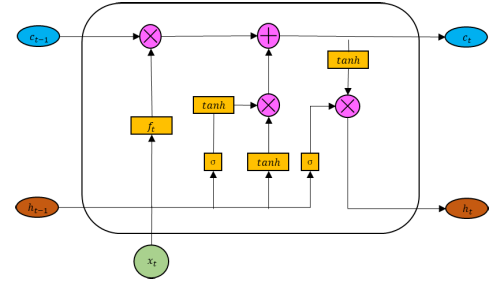 c_{t-1}
c_t
tanh
tanh
f_t
σ
tanh
σ
h_{t-1}
h_t
x_t